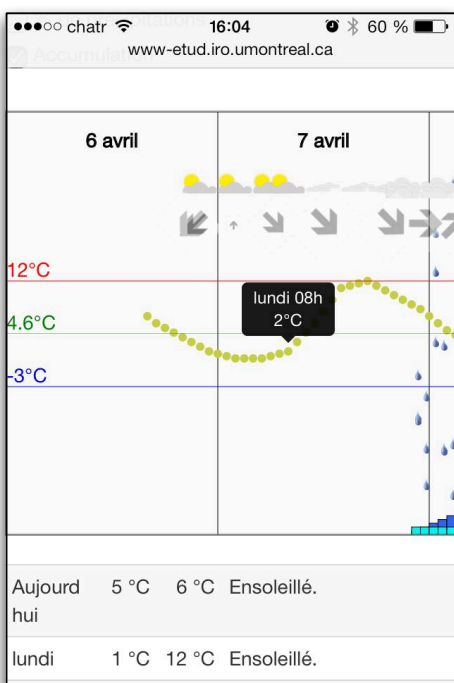 chatr 16:04 60 %
www-etud.iro.umontreal.ca
Accumulation
6 avril 7 avril
12°C
lundi 08h
2°C
4.6°C
-3°C
Aujourd 5 °C 6 °C Ensoleillé.
hui
lundi 1 °C 12 °C Ensoleillé.